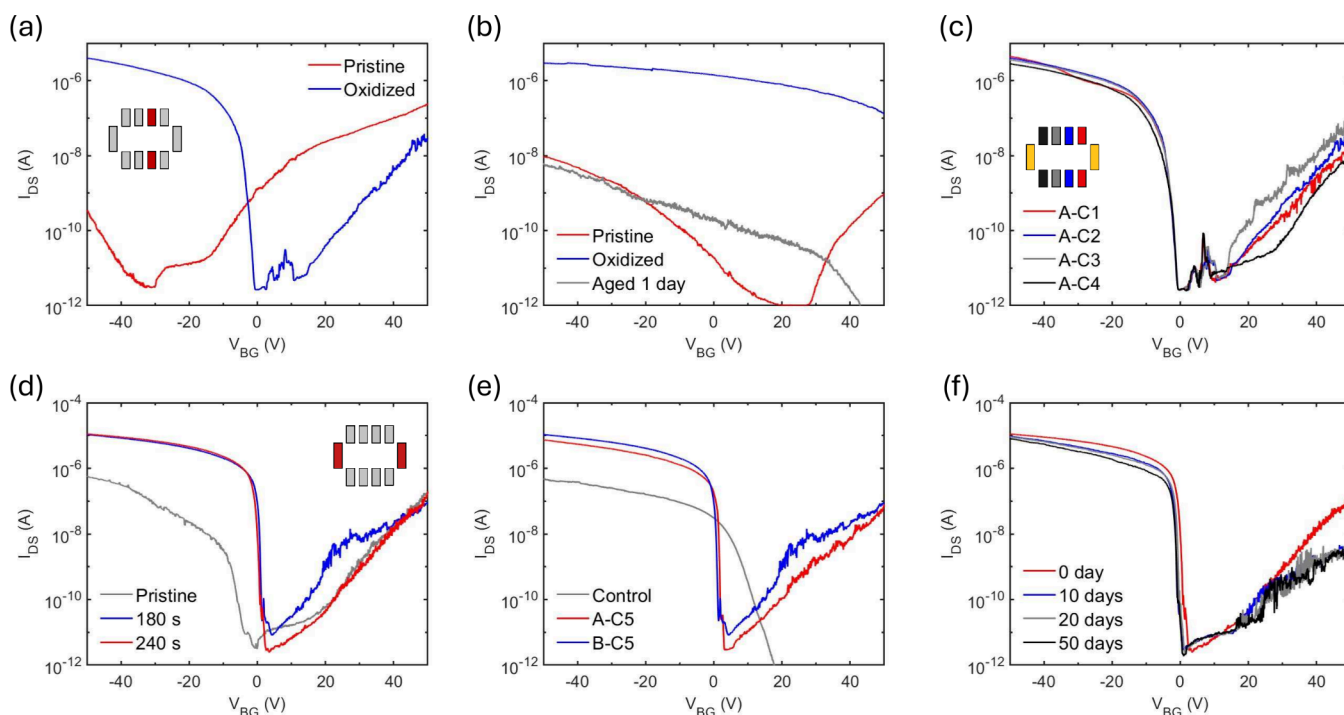 (a)
10^-6
10^-8
10^-10
10^-12
I_DS (A)
Pristine
Oxidized
-40 -20 0 20 40
V_BG (V)
(b)
10^-6
10^-8
10^-10
10^-12
I_DS (A)
Pristine
Oxidized
Aged 1 day
-40 -20 0 20 40
V_BG (V)
(c)
10^-6
10^-8
10^-10
10^-12
I_DS (A)
A-C1
A-C2
A-C3
A-C4
-40 -20 0 20 40
V_BG (V)
(d)
10^-4
10^-6
10^-8
10^-10
10^-12
I_DS (A)
Pristine
180 s
240 s
-40 -20 0 20 40
V_BG (V)
(e)
10^-4
10^-6
10^-8
10^-10
10^-12
I_DS (A)
Control
A-C5
B-C5
-40 -20 0 20 40
V_BG (V)
(f)
10^-4
10^-6
10^-8
10^-10
10^-12
I_DS (A)
0 day
10 days
20 days
50 days
-40 -20 0 20 40
V_BG (V)